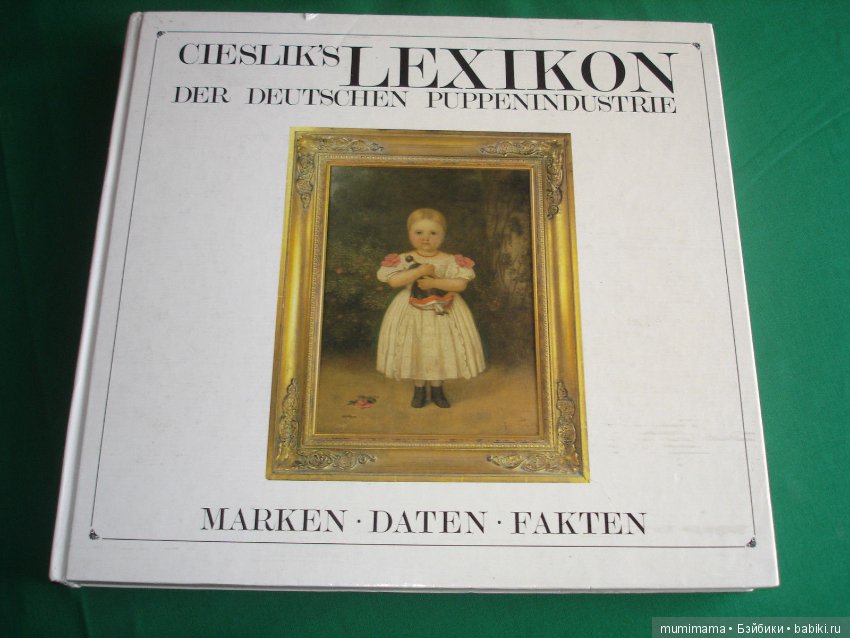 CIESLIK'S LEXIKON
DER DEUTSCHEN PUPPENINDUSTRIE
MARKEN · DATEN · FAKTEN
mumimama • Бэйбики • babiki.ru